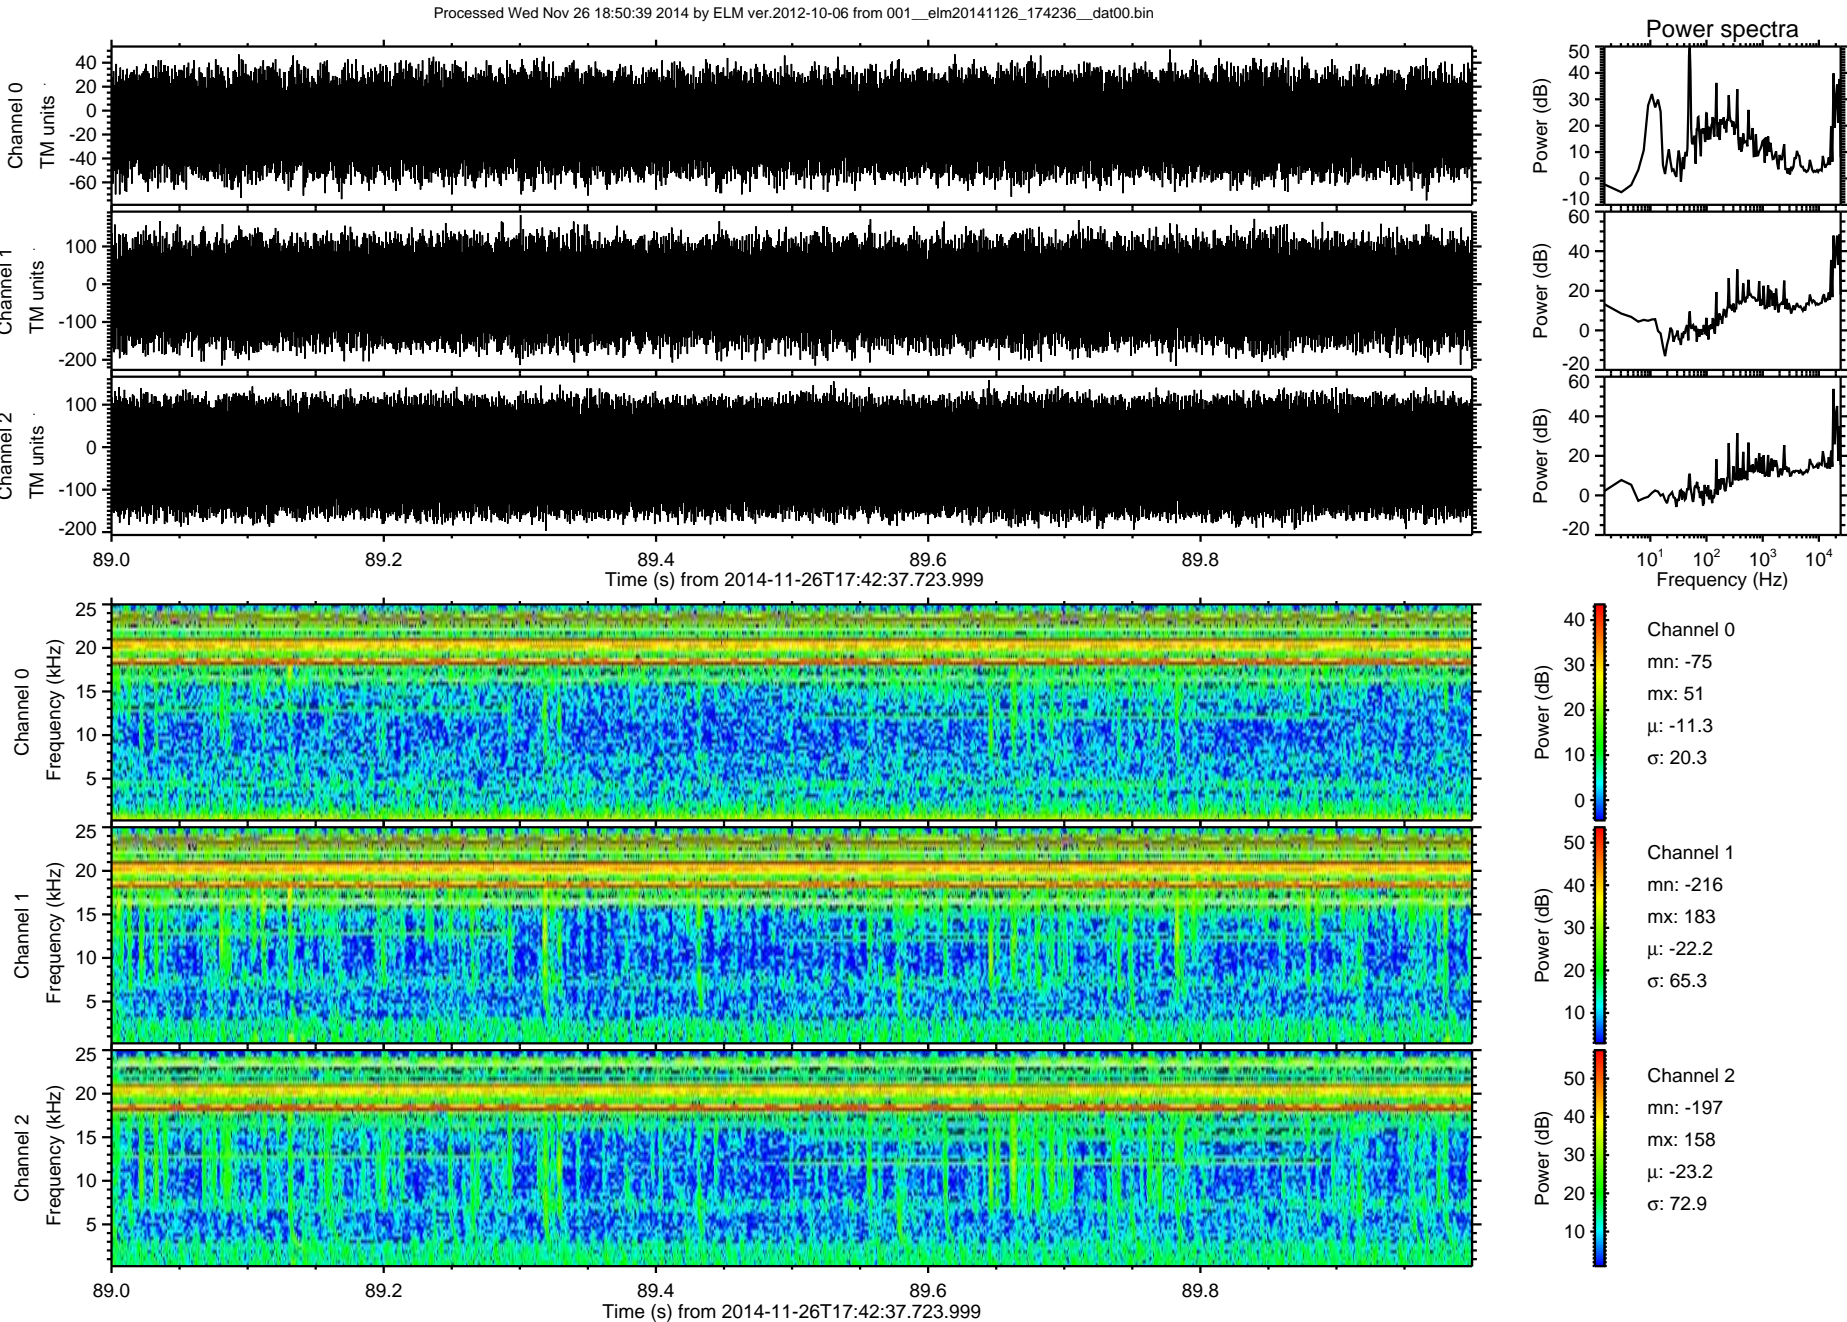 Processed Wed Nov 26 18:50:39 2014 by ELM ver.2012-10-06 from 001__elm20141126_174236__dat00.bin
Power spectra
Channel 0
TM units
40
20
0
-20
-40
-60
Power (dB)
50
40
30
20
10
0
-10
Channel 1
TM units
100
0
-100
-200
Power (dB)
60
40
20
0
-20
Channel 2
TM units
100
0
-100
-200
Power (dB)
60
40
20
0
-20
89.0 89.2 89.4 89.6 89.8
Time (s) from 2014-11-26T17:42:37.723.999
10¹ 10² 10³ 10⁴
Frequency (Hz)
Channel 0
Frequency (kHz)
25
20
15
10
5
Power (dB)
40
30
20
10
0
Channel 0
mn: -75
mx: 51
μ: -11.3
σ: 20.3
Channel 1
Frequency (kHz)
25
20
15
10
5
Power (dB)
50
40
30
20
10
Channel 1
mn: -216
mx: 183
μ: -22.2
σ: 65.3
Channel 2
Frequency (kHz)
25
20
15
10
5
Power (dB)
50
40
30
20
10
Channel 2
mn: -197
mx: 158
μ: -23.2
σ: 72.9
89.0 89.2 89.4 89.6 89.8
Time (s) from 2014-11-26T17:42:37.723.999